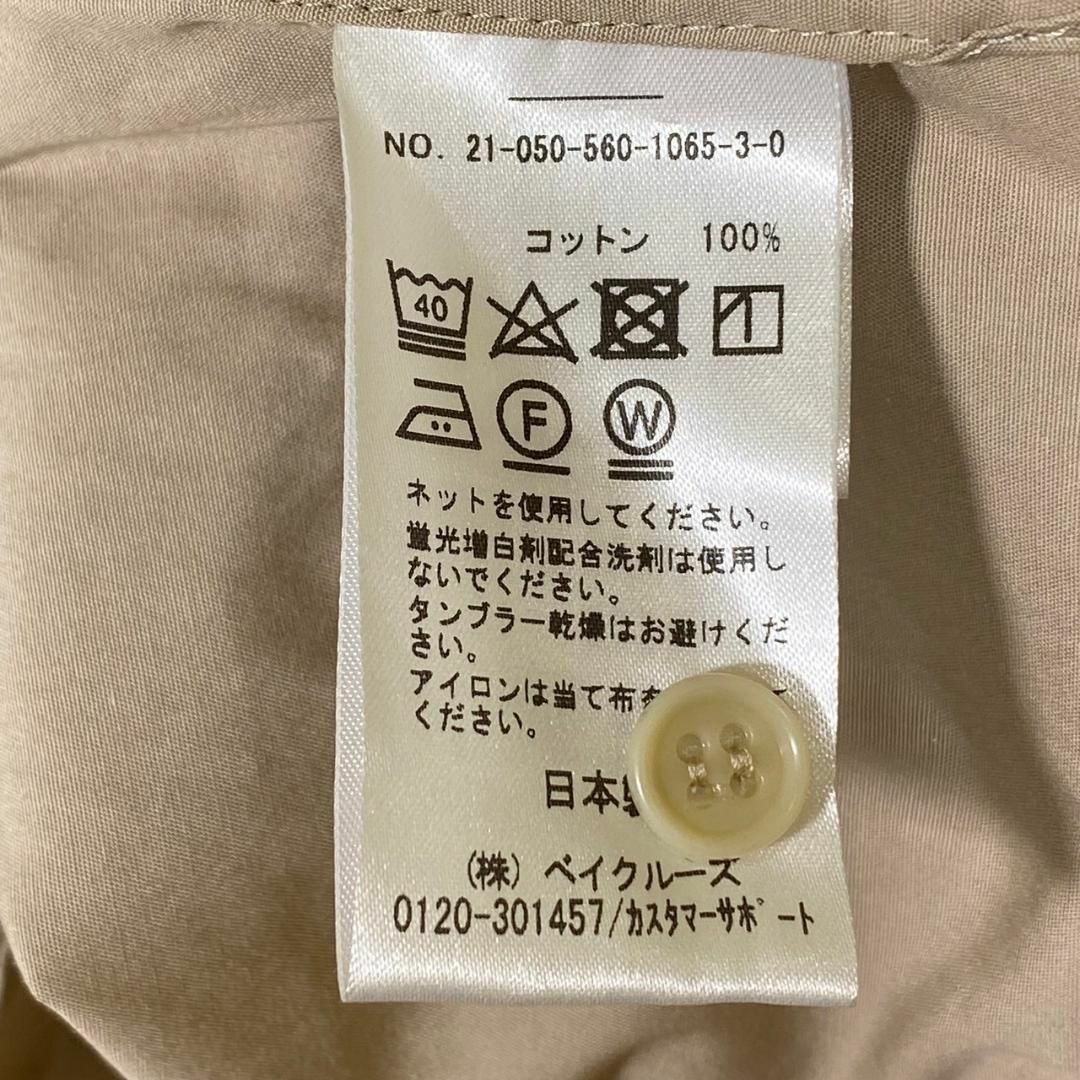 NO. 21-050-560-1065-3-0
コットン 100%
40
F
W
ネットを使用してください。
蛍光増白剤配合洗剤は使用し
ないでください。
タンブラー乾燥はお避けくだ
さい。
アイロンは当て布を
ください。
日本製
(株) ベイクルーズ
0120-301457/カスタマーサポート